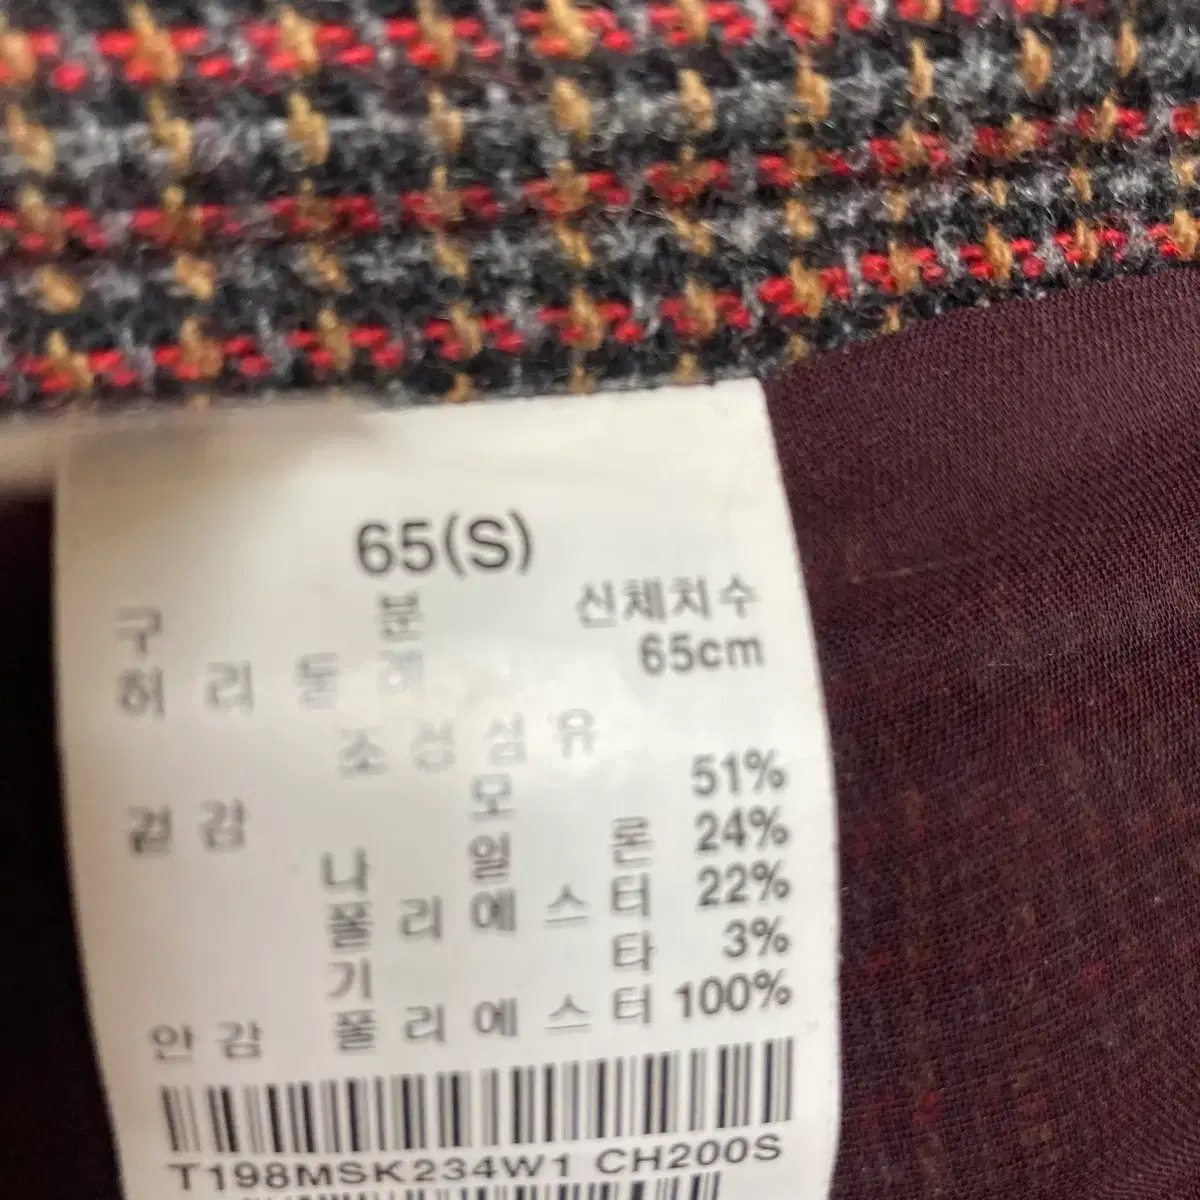 65(S)
구 분 신체치수
허 리 둘 레 65cm
조 성 섬 유
겉 감 모 51%
나 일 론 24%
폴 리 에 스 터 22%
기 타 3%
안 감 폴 리 에 스 터 100%
T198MSK234W1 CH200S